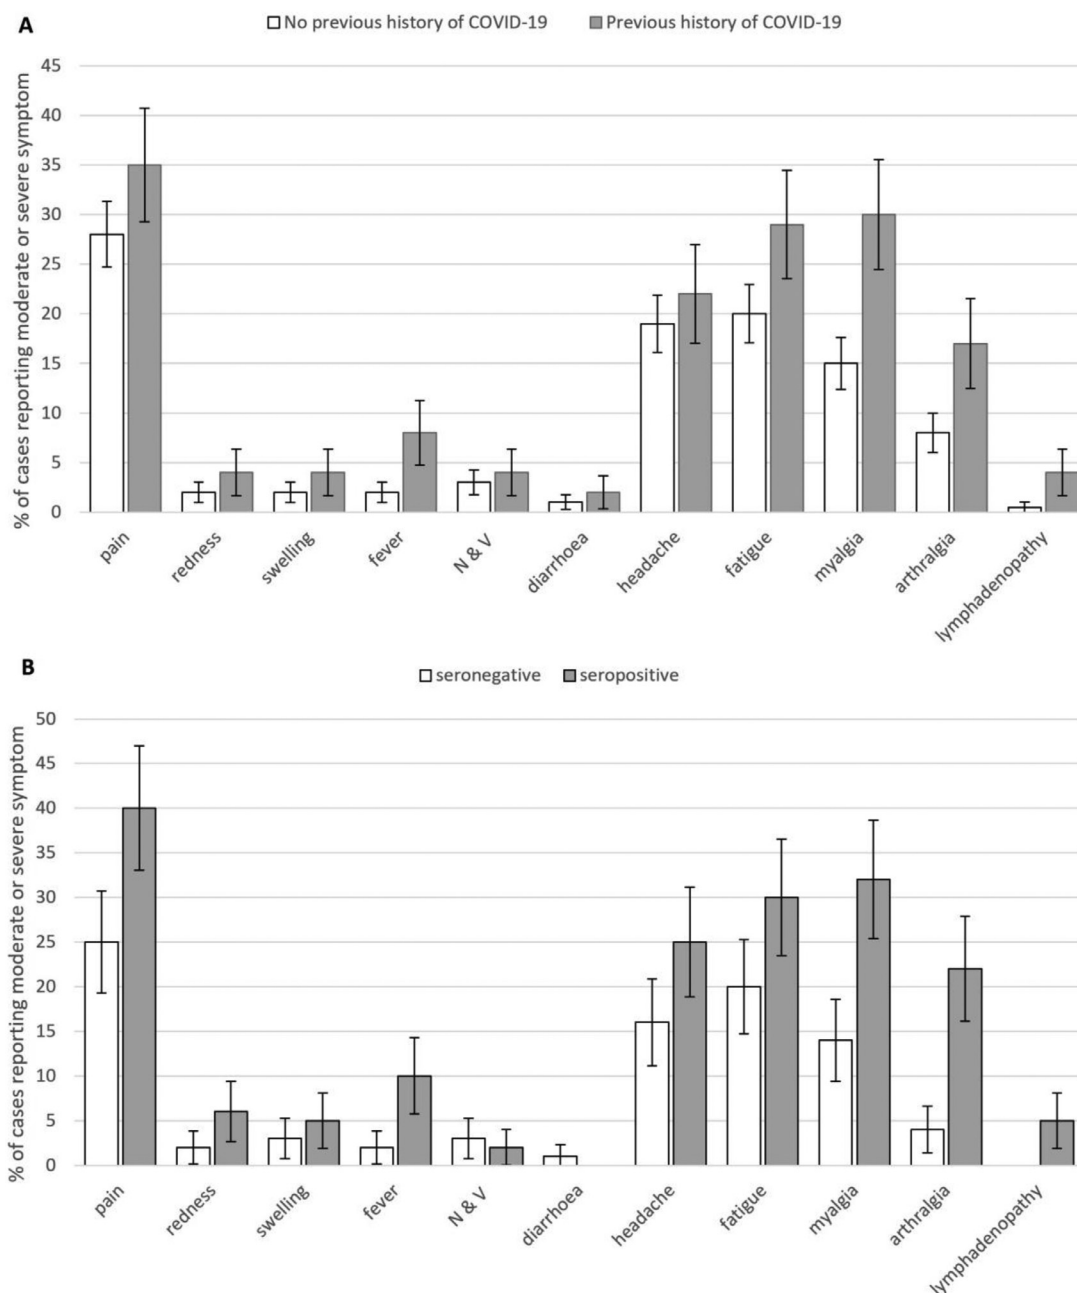 A
No previous history of COVID-19 Previous history of COVID-19
% of cases reporting moderate or severe symptom
45
40
35
30
25
20
15
10
5
0
pain redness swelling fever N & V diarrhoea headache fatigue myalgia arthralgia lymphadenopathy
B
seronegative seropositive
% of cases reporting moderate or severe symptom
50
45
40
35
30
25
20
15
10
5
0
pain redness swelling fever N & V diarrhoea headache fatigue myalgia arthralgia lymphadenopathy